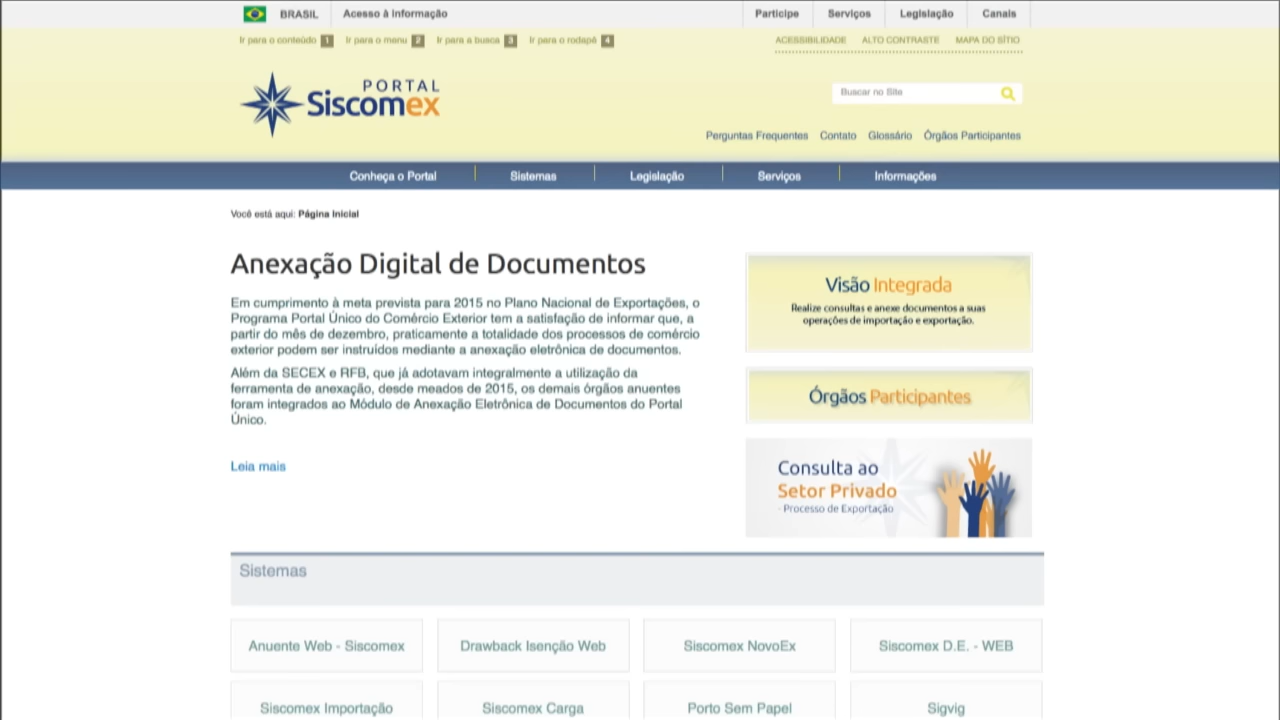 BRASIL Acesso à informação Participe Serviços Legislação Canais
Ir para o conteúdo 1 Ir para o menu 2 Ir para a busca 3 Ir para o rodapé 4 ACESSIBILIDADE ALTO CONTRASTE MAPA DO SÍTIO
PORTAL
Siscomex
Buscar no Site
Perguntas Frequentes Contato Glossário Órgãos Participantes
Conheça o Portal Sistemas Legislação Serviços Informações
Você está aqui: Página Inicial
Anexação Digital de Documentos
Em cumprimento à meta prevista para 2015 no Plano Nacional de Exportações, o
Programa Portal Único do Comércio Exterior tem a satisfação de informar que, a
partir do mês de dezembro, praticamente a totalidade dos processos de comércio
exterior podem ser instruídos mediante a anexação eletrônica de documentos.
Além da SECEX e RFB, que já adotavam integralmente a utilização da
ferramenta de anexação, desde meados de 2015, os demais órgãos anuentes
foram integrados ao Módulo de Anexação Eletrônica de Documentos do Portal
Único.
Leia mais
Visão Integrada
Realize consultas e anexe documentos a suas
operações de importação e exportação.
Órgãos Participantes
Consulta ao
Setor Privado
- Processo de Exportação
Sistemas
Anuente Web - Siscomex Drawback Isenção Web Siscomex NovoEx Siscomex D.E. - WEB
Siscomex Importação Siscomex Carga Porto Sem Papel Sigvig